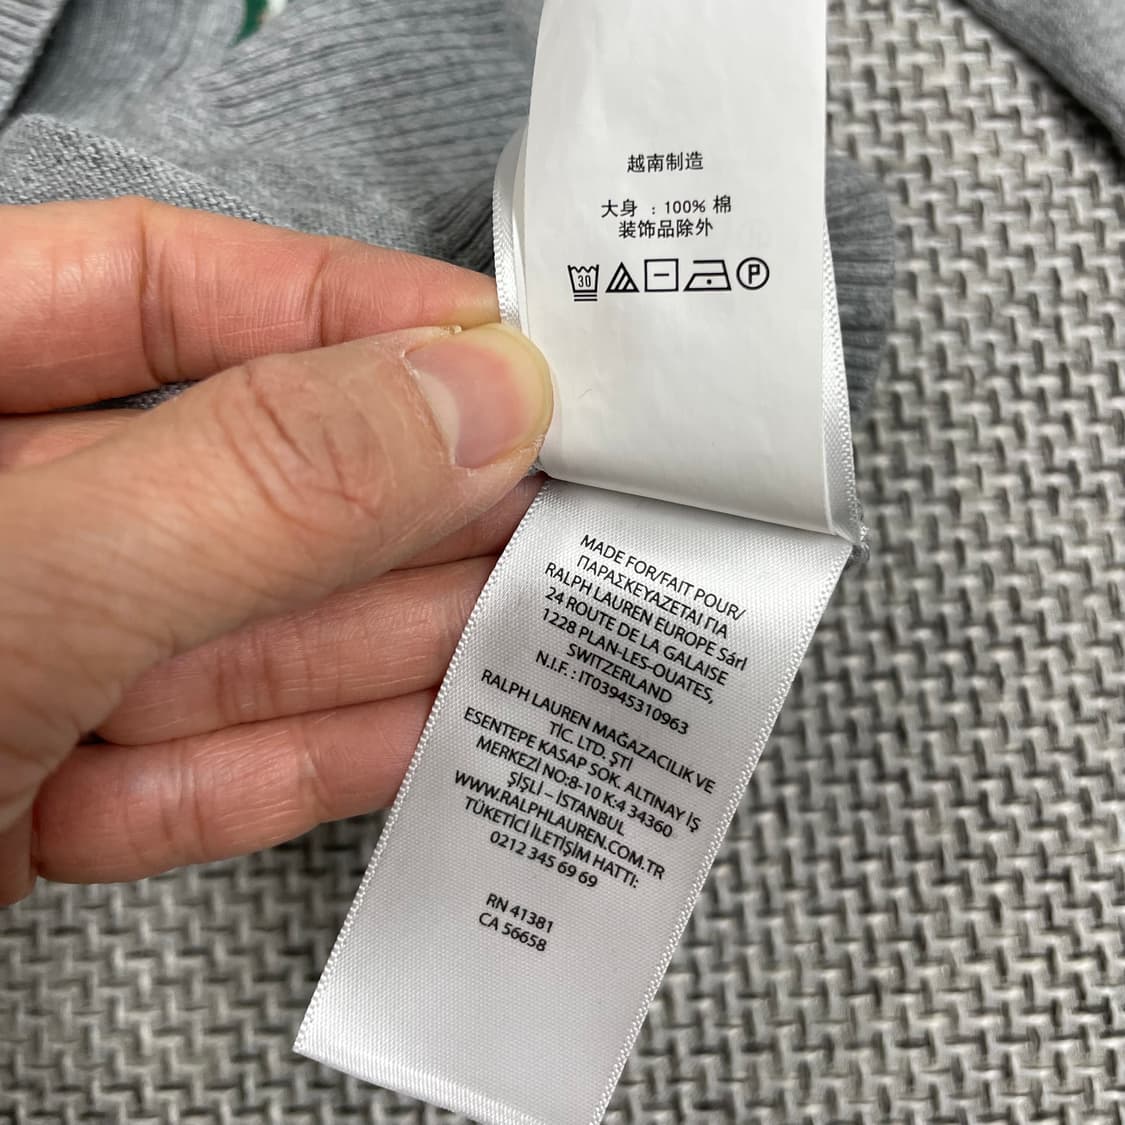 越南制造
大身 : 100% 棉
装饰品除外
30
P
MADE FOR/FAIT POUR/
ΠΑΡΑΣΚΕΥΑΖΕΤΑΙ ΓΙΑ
RALPH LAUREN EUROPE Sárl
24 ROUTE DE LA GALAISE
1228 PLAN-LES-OUATES,
SWITZERLAND
N.I.F. : IT03945310963
RALPH LAUREN MAĞAZACILIK VE
TİC. LTD. ŞTİ
ESENTEPE KASAP SOK. ALTINAY İŞ
MERKEZİ NO:8-10 K:4 34360
ŞİŞLİ – İSTANBUL
WWW.RALPHLAUREN.COM.TR
TÜKETİCİ İLETİŞİM HATTI:
0212 345 69 69
RN 41381
CA 56658